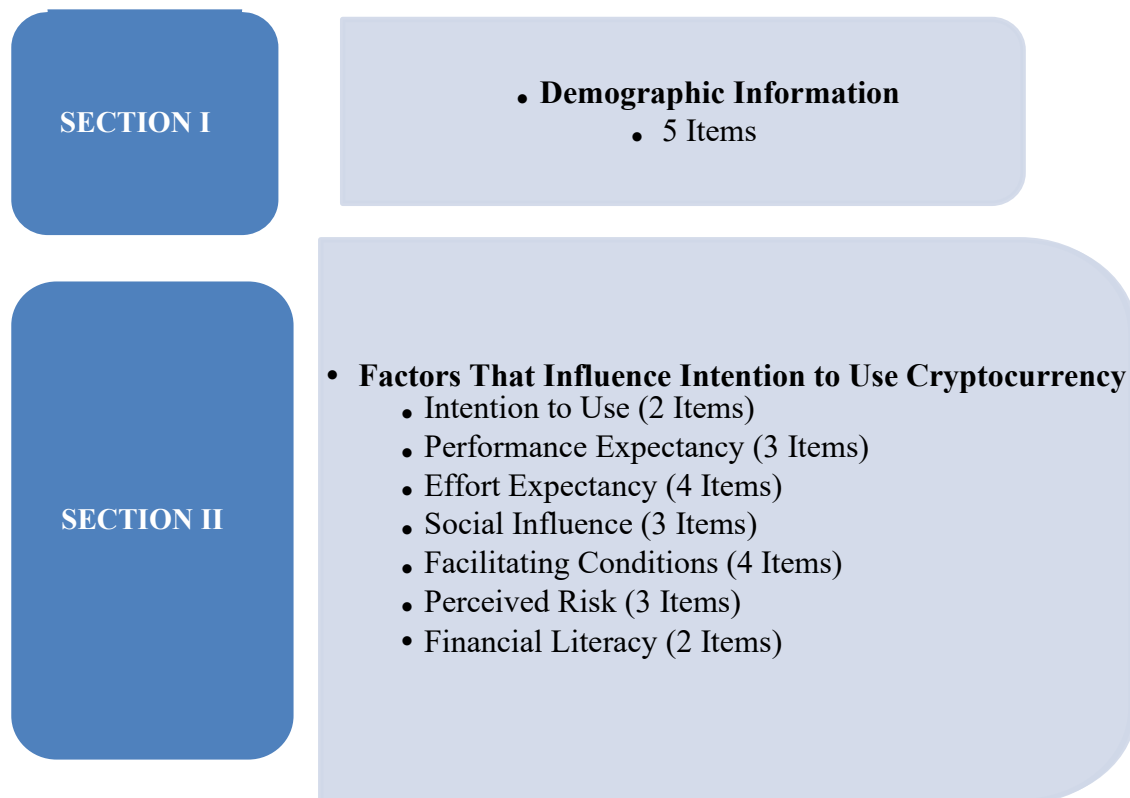 SECTION I
• Demographic Information
• 5 Items
SECTION II
• Factors That Influence Intention to Use Cryptocurrency
• Intention to Use (2 Items)
• Performance Expectancy (3 Items)
• Effort Expectancy (4 Items)
• Social Influence (3 Items)
• Facilitating Conditions (4 Items)
• Perceived Risk (3 Items)
• Financial Literacy (2 Items)